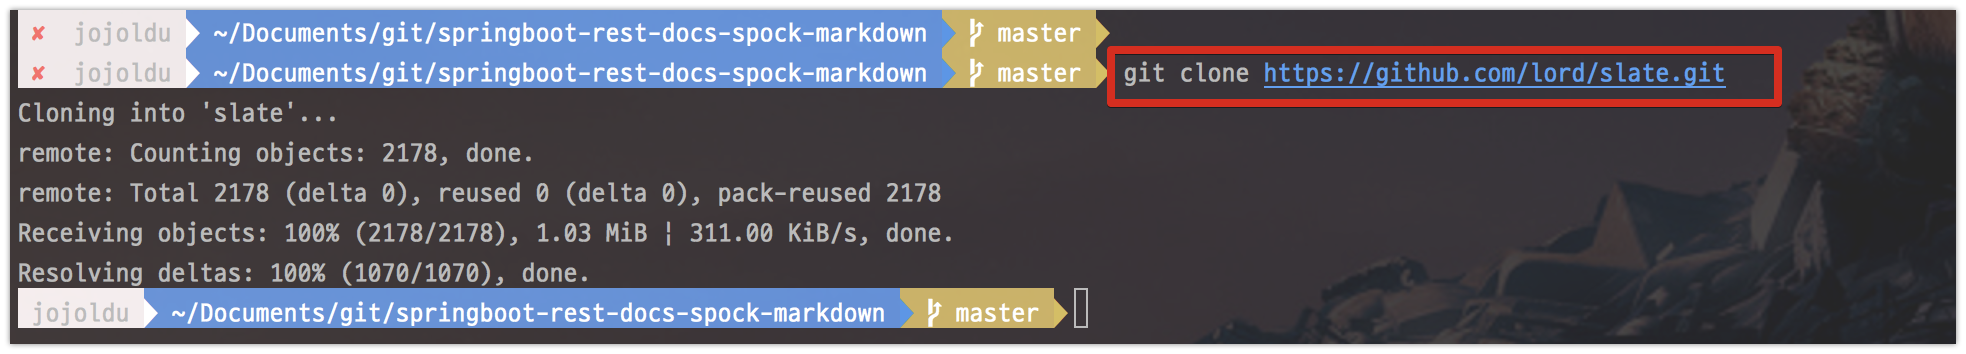 ✘ jojoldu ~/Documents/git/springboot-rest-docs-spock-markdown master
✘ jojoldu ~/Documents/git/springboot-rest-docs-spock-markdown master git clone https://github.com/lord/slate.git
Cloning into 'slate'...
remote: Counting objects: 2178, done.
remote: Total 2178 (delta 0), reused 0 (delta 0), pack-reused 2178
Receiving objects: 100% (2178/2178), 1.03 MiB | 311.00 KiB/s, done.
Resolving deltas: 100% (1070/1070), done.
jojoldu ~/Documents/git/springboot-rest-docs-spock-markdown master